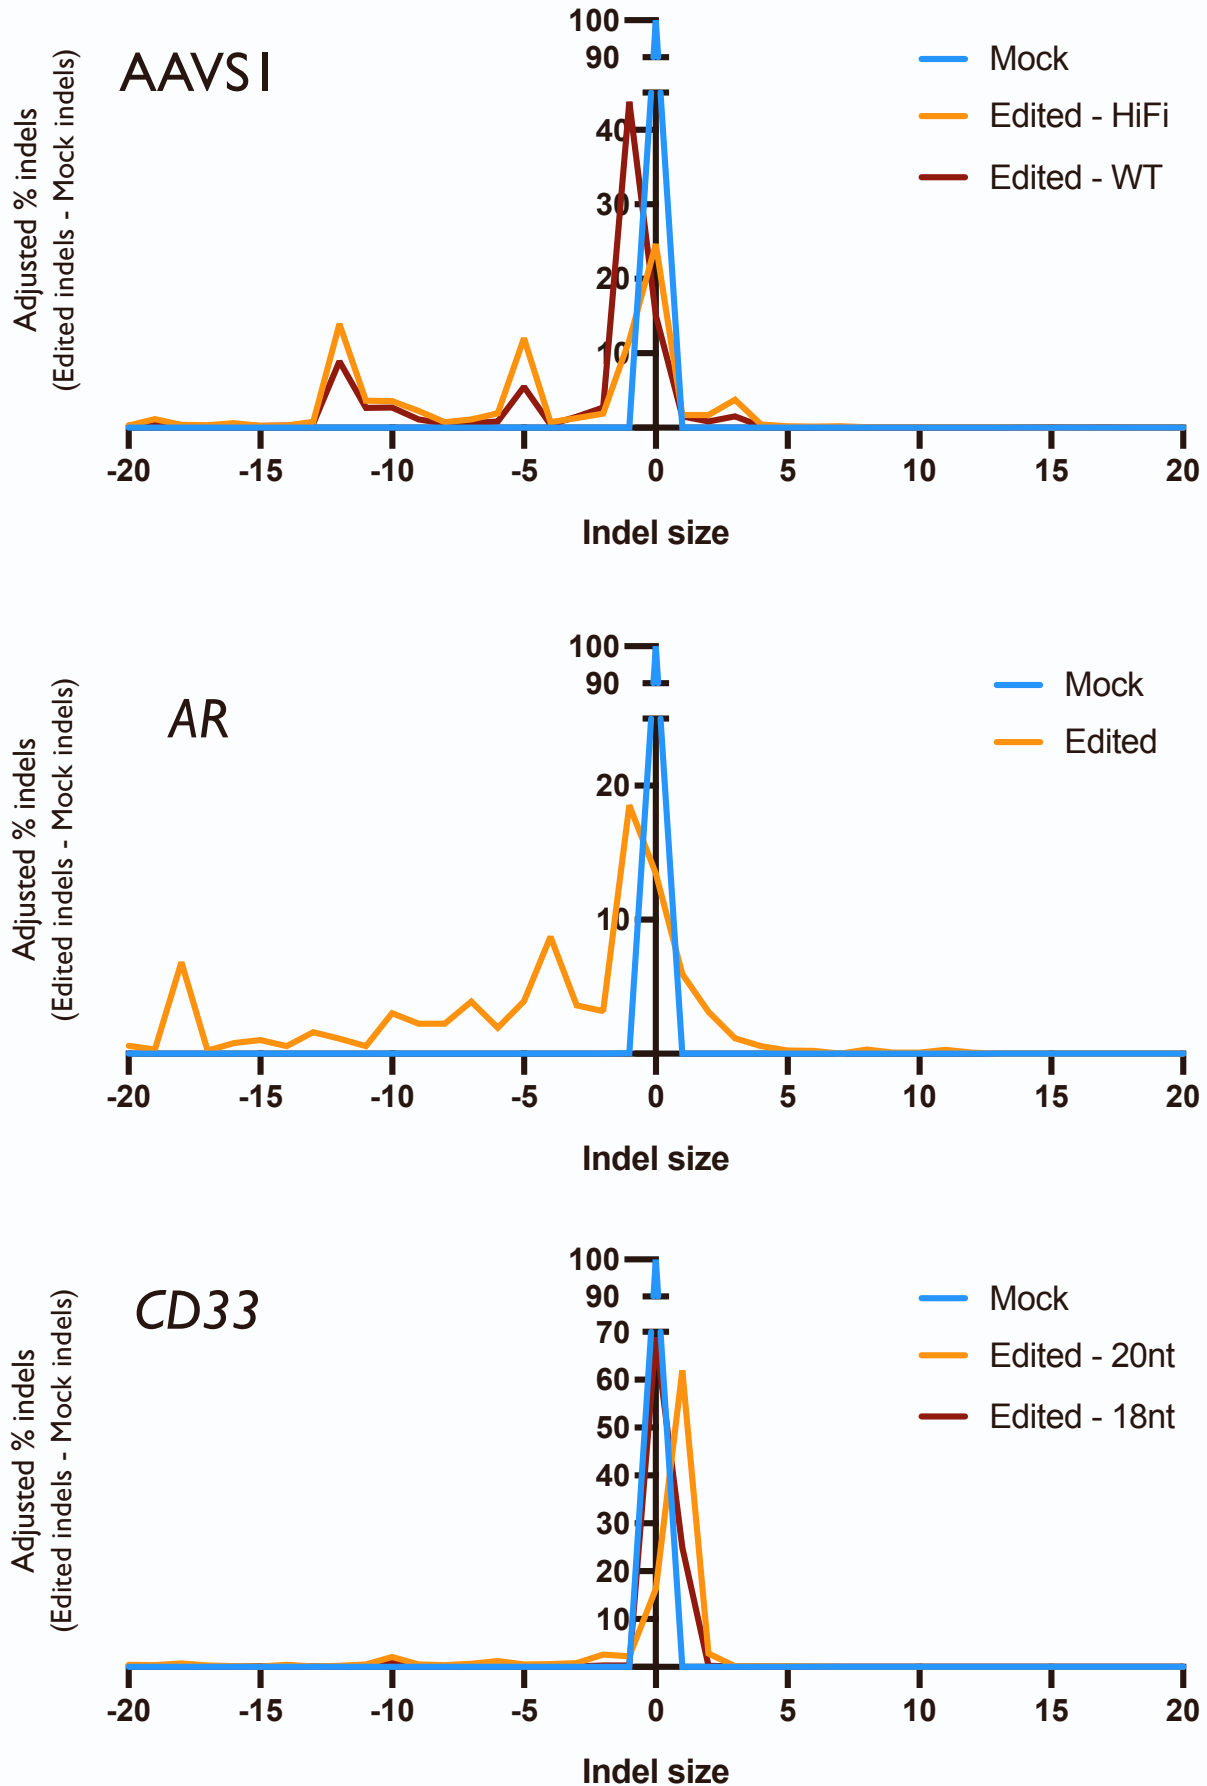 AAVS1
Adjusted % indels
(Edited indels - Mock indels)
100
90
40
30
20
10
Mock
Edited - HiFi
Edited - WT
-20 -15 -10 -5 0 5 10 15 20
Indel size
AR
Adjusted % indels
(Edited indels - Mock indels)
100
90
20
10
Mock
Edited
-20 -15 -10 -5 0 5 10 15 20
Indel size
CD33
Adjusted % indels
(Edited indels - Mock indels)
100
90
70
60
50
40
30
20
10
Mock
Edited - 20nt
Edited - 18nt
-20 -15 -10 -5 0 5 10 15 20
Indel size